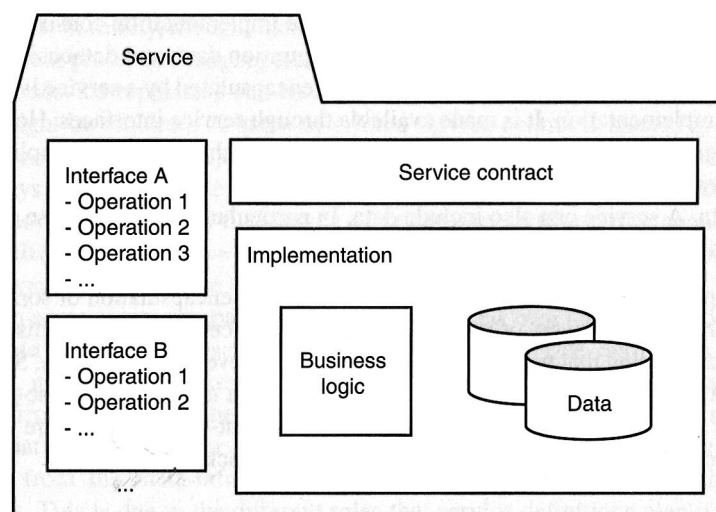 Service
Interface A
- Operation 1
- Operation 2
- Operation 3
- ...
Interface B
- Operation 1
- Operation 2
- ...
...
Service contract
Implementation
Business
logic
Data